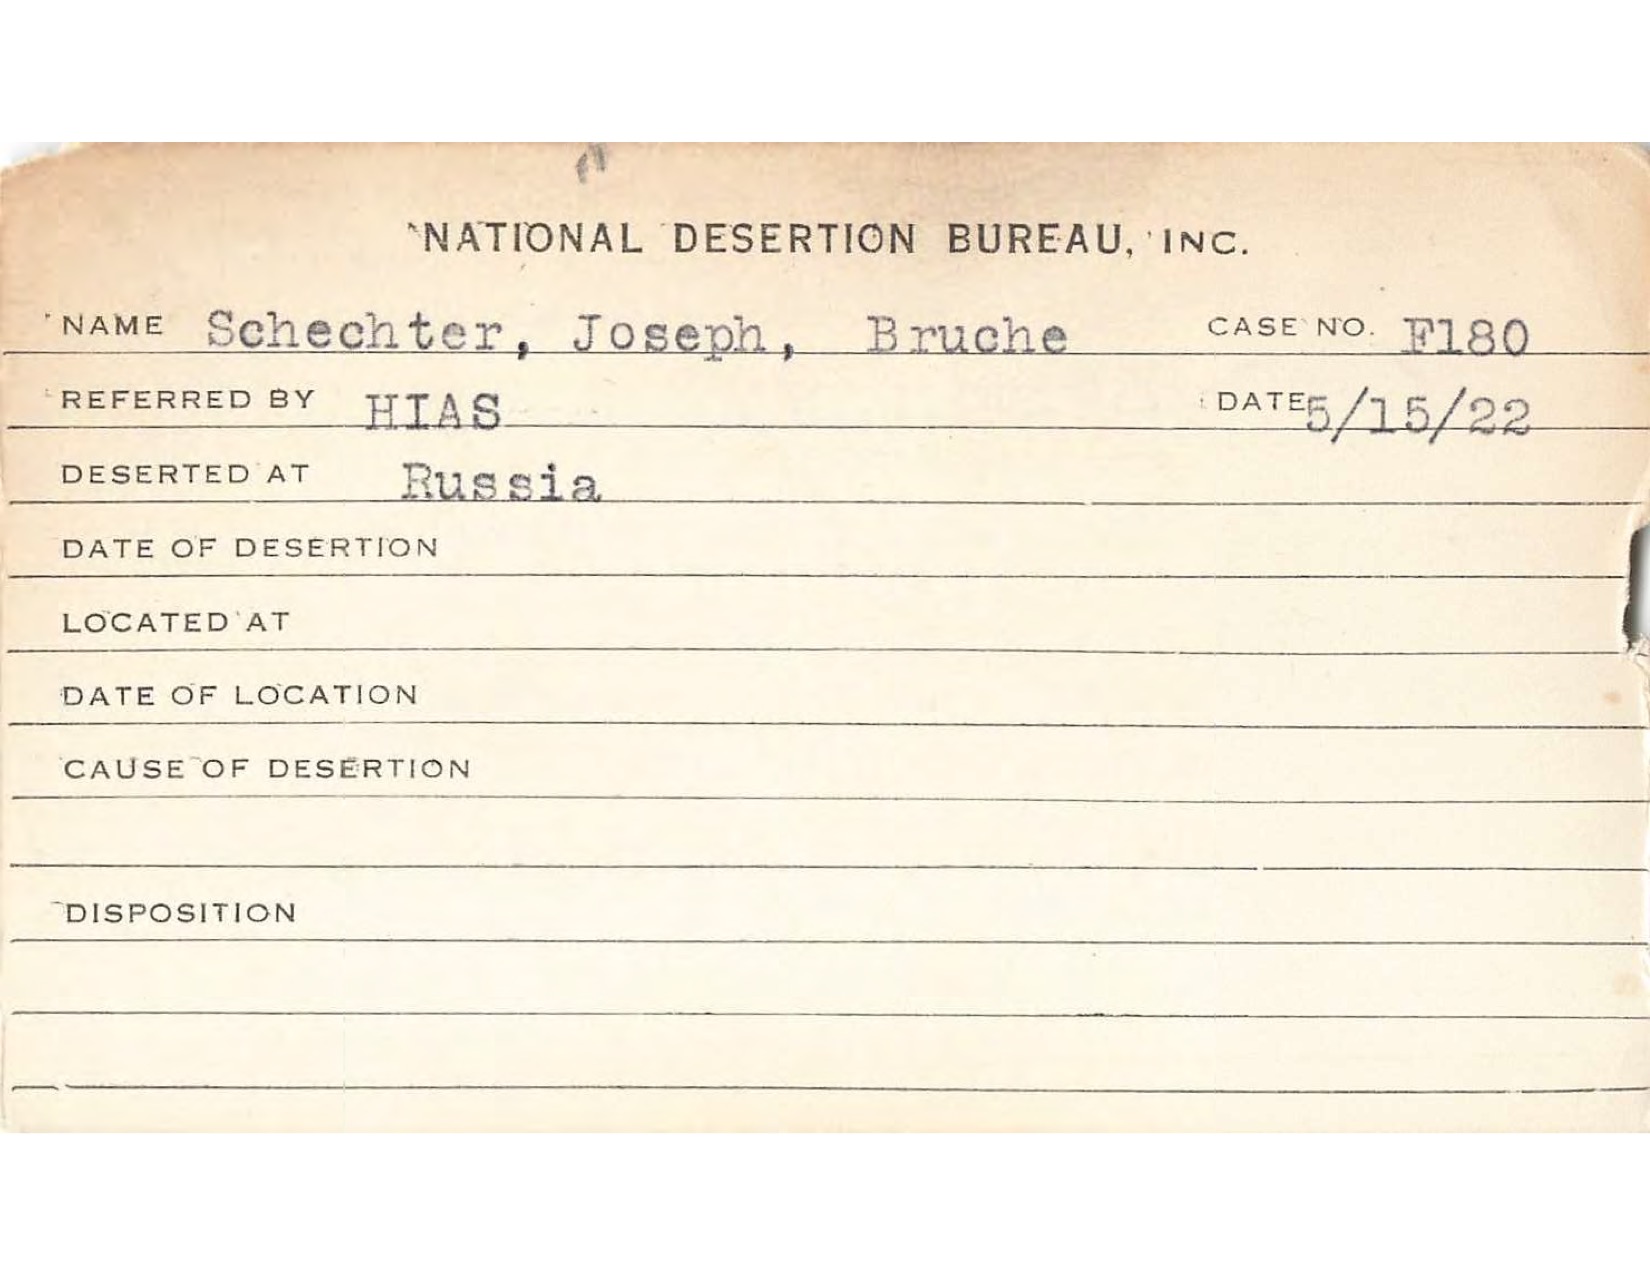 NATIONAL DESERTION BUREAU, INC.
NAME Schechter, Joseph, Bruche CASE NO. F180
REFERRED BY HIAS DATE 5/15/22
DESERTED AT Russia
DATE OF DESERTION
LOCATED AT
DATE OF LOCATION
CAUSE OF DESERTION
DISPOSITION